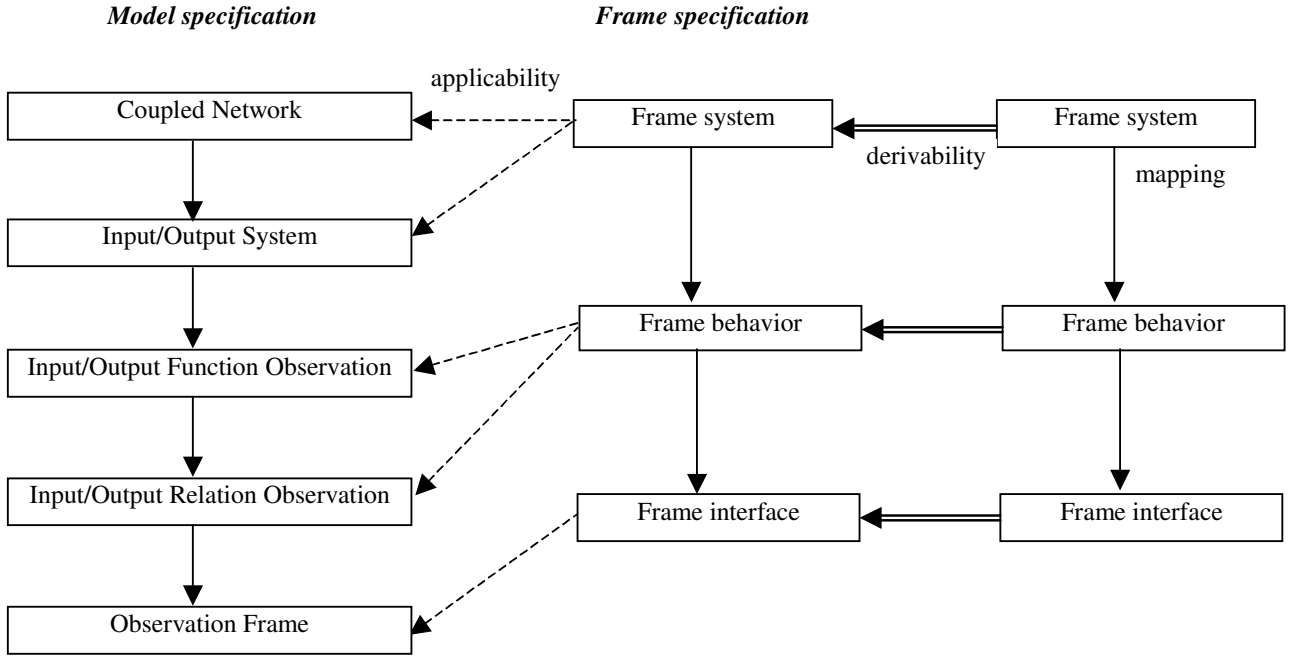 Model specification
Frame specification
applicability
Coupled Network
Frame system
Frame system
derivability
mapping
Input/Output System
Frame behavior
Frame behavior
Input/Output Function Observation
Input/Output Relation Observation
Frame interface
Frame interface
Observation Frame